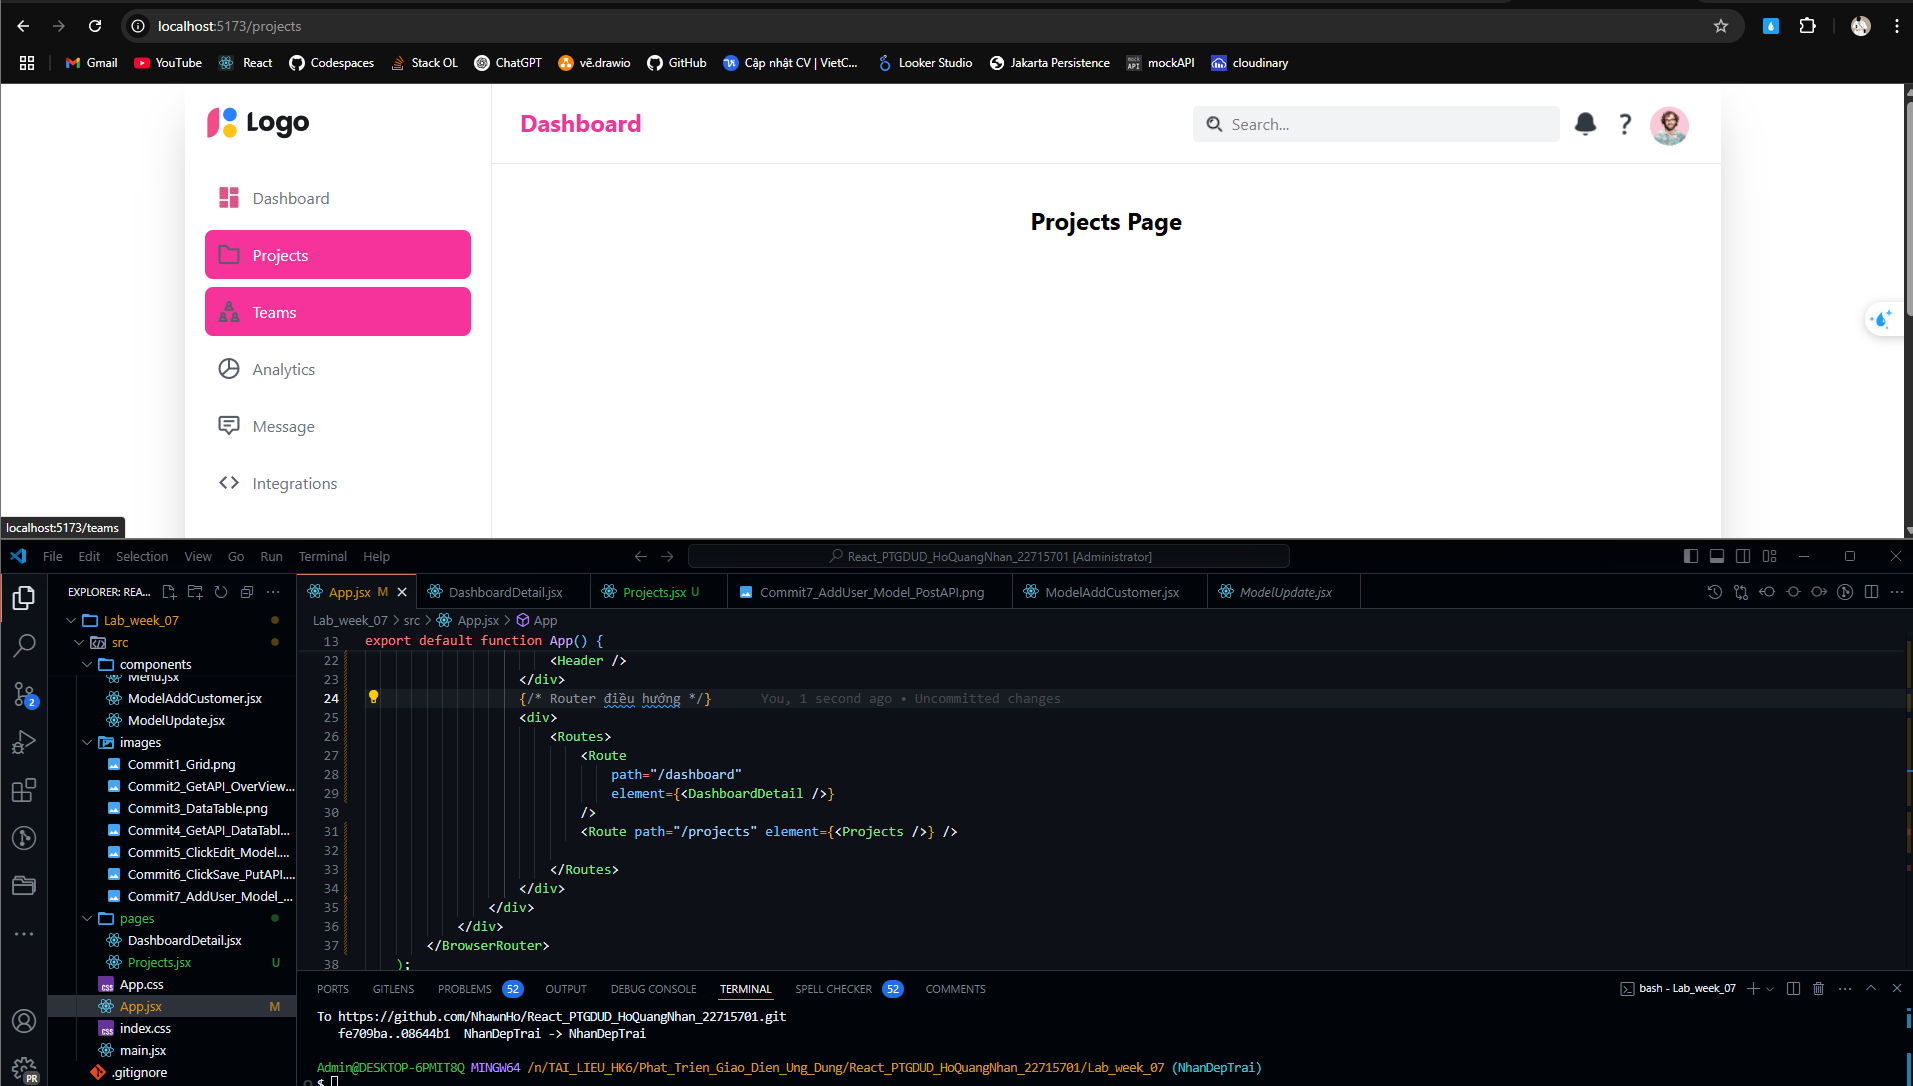 localhost:5173/projects
Gmail YouTube React Codespaces Stack OL ChatGPT vẽ.drawio GitHub Cập nhật CV | VietC... Looker Studio Jakarta Persistence mock API mockAPI cloudinary
Logo
Dashboard
Search...
?
Dashboard
Projects
Teams
Analytics
Message
Integrations
Projects Page
localhost:5173/teams
File Edit Selection View Go Run Terminal Help
React_PTGDUD_HoQuangNhan_22715701 [Administrator]
EXPLORER: REA...
App.jsx M DashboardDetail.jsx Projects.jsx U Commit7_AddUser_Model_PostAPI.png ModelAddCustomer.jsx ModelUpdate.jsx
Lab_week_07
src
components
Menu.jsx
ModelAddCustomer.jsx
ModelUpdate.jsx
images
Commit1_Grid.png
Commit2_GetAPI_OverView...
Commit3_DataTable.png
Commit4_GetAPI_DataTabl...
Commit5_ClickEdit_Model....
Commit6_ClickSave_PutAPI....
Commit7_AddUser_Model_...
pages
DashboardDetail.jsx
Projects.jsx U
App.css
App.jsx M
index.css
main.jsx
.gitignore
2
PR
Lab_week_07 > src > App.jsx > App
13 export default function App() {
22 <Header />
23 </div>
24 {/* Router điều hướng */} You, 1 second ago • Uncommitted changes
25 <div>
26 <Routes>
27 <Route
28 path="/dashboard"
29 element={<DashboardDetail />}
30 />
31 <Route path="/projects" element={<Projects />} />
32
33 </Routes>
34 </div>
35 </div>
36 </div>
37 </BrowserRouter>
38 );
PORTS GITLENS PROBLEMS 52 OUTPUT DEBUG CONSOLE TERMINAL SPELL CHECKER 52 COMMENTS
bash - Lab_week_07
To https://github.com/NhawnHo/React_PTGDUD_HoQuangNhan_22715701.git
fe709ba..08644b1 NhanDepTrai -> NhanDepTrai
Admin@DESKTOP-6PMIT8Q MINGW64 /n/TAI_LIEU_HK6/Phat_Trien_Giao_Dien_Ung_Dung/React_PTGDUD_HoQuangNhan_22715701/Lab_week_07 (NhanDepTrai)
$